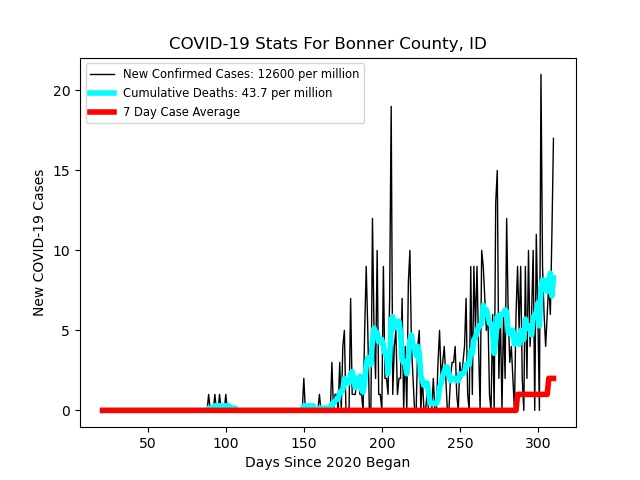 COVID-19 Stats For Bonner County, ID
New Confirmed Cases: 12600 per million
Cumulative Deaths: 43.7 per million
7 Day Case Average
New COVID-19 Cases
20
15
10
5
0
50 100 150 200 250 300
Days Since 2020 Began